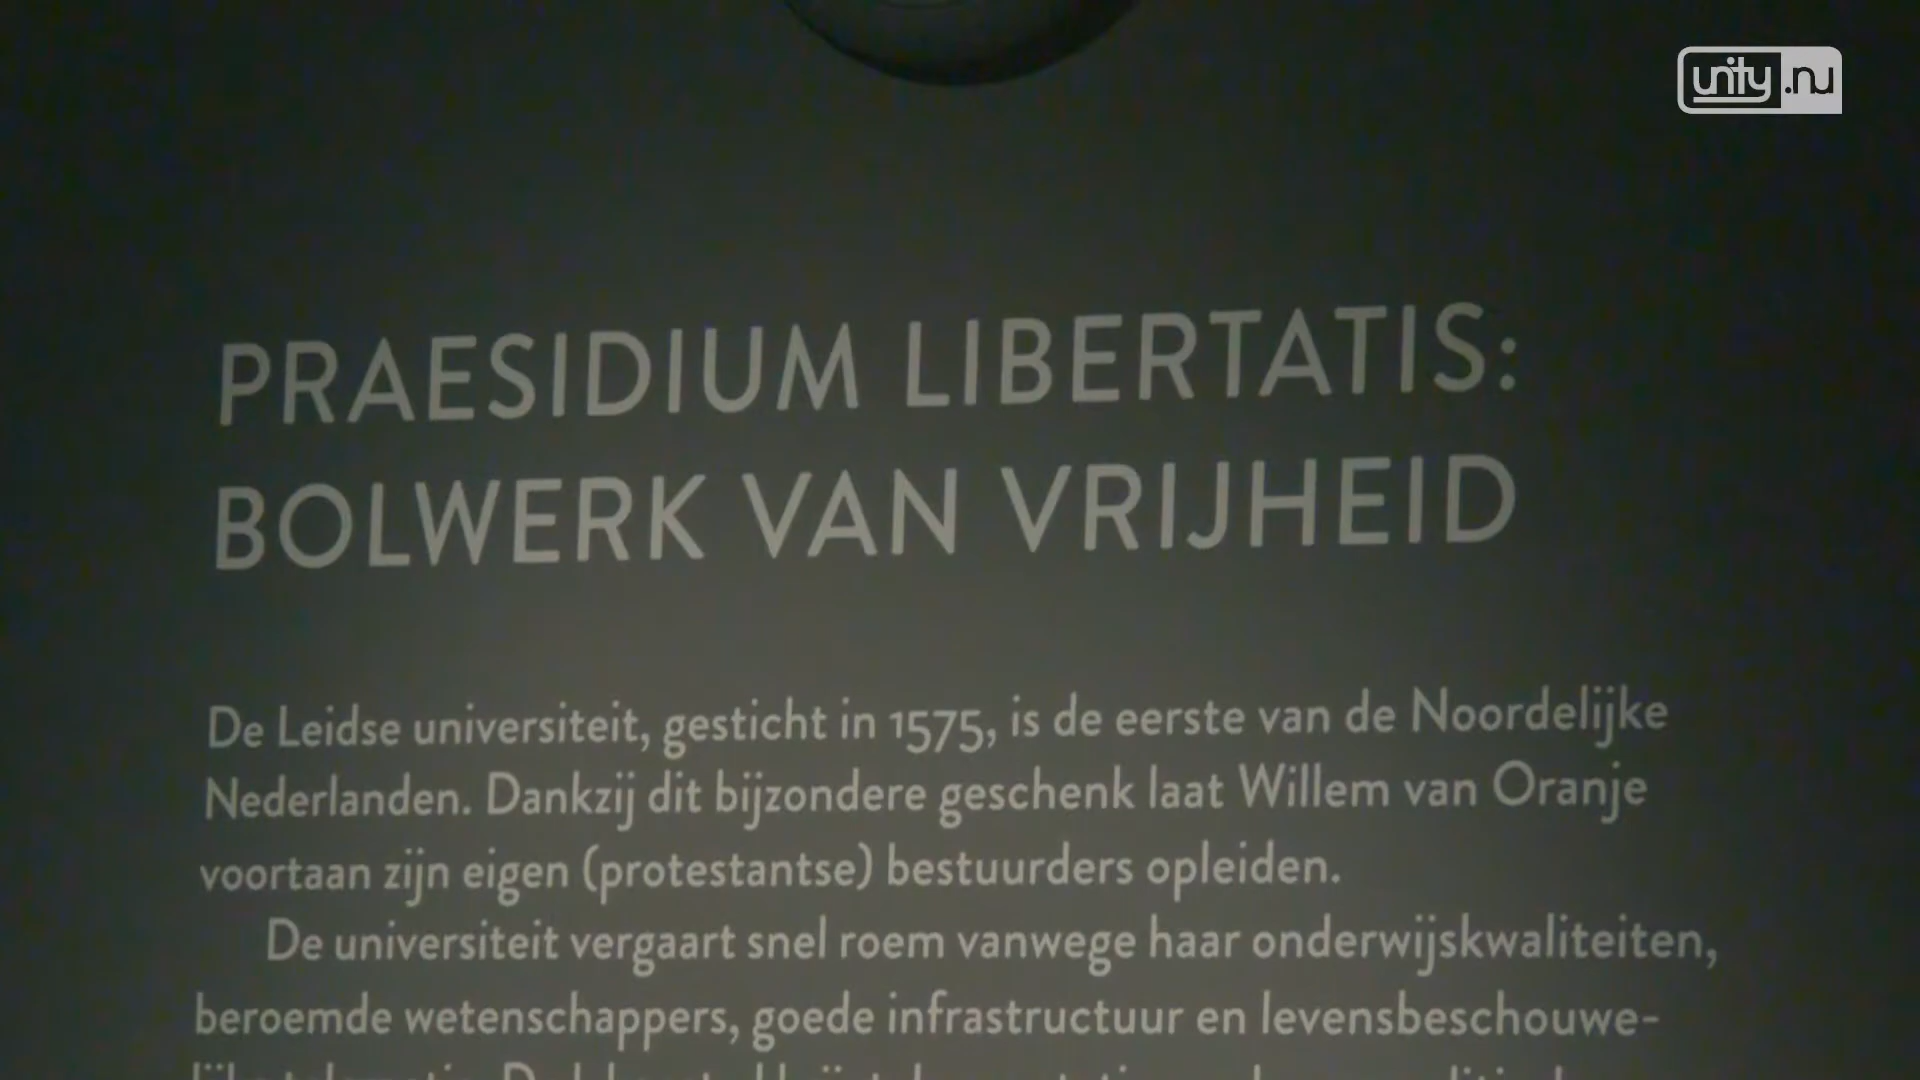 unity.nu
PRAESIDIUM LIBERTATIS:
BOLWERK VAN VRIJHEID
De Leidse universiteit, gesticht in 1575, is de eerste van de Noordelijke
Nederlanden. Dankzij dit bijzondere geschenk laat Willem van Oranje
voortaan zijn eigen (protestantse) bestuurders opleiden.
De universiteit vergaart snel roem vanwege haar onderwijskwaliteiten,
beroemde wetenschappers, goede infrastructuur en levensbeschouwe-